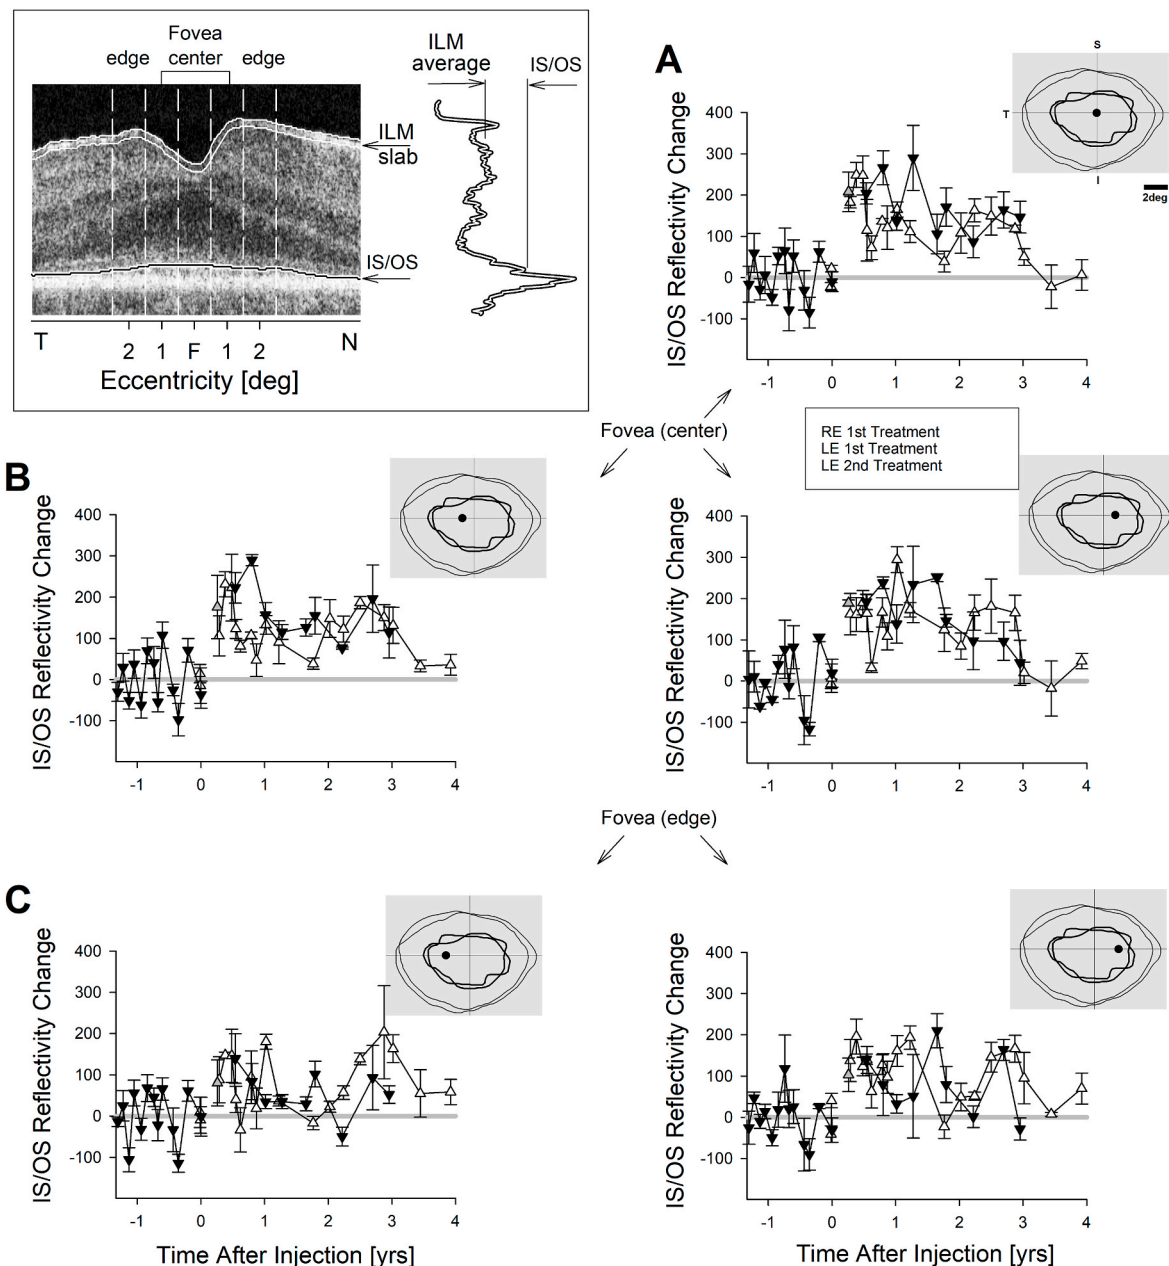 Fovea
edge center edge
ILM
average
IS/OS
ILM
slab
IS/OS
T 2 1 F 1 2 N
Eccentricity [deg]
A
S
T
I
2deg
IS/OS Reflectivity Change
400
300
200
100
0
-100
-1 0 1 2 3 4
Fovea (center)
RE 1st Treatment
LE 1st Treatment
LE 2nd Treatment
B
IS/OS Reflectivity Change
400
300
200
100
0
-100
-1 0 1 2 3 4
IS/OS Reflectivity Change
400
300
200
100
0
-100
-1 0 1 2 3 4
Fovea (edge)
C
IS/OS Reflectivity Change
400
300
200
100
0
-100
-1 0 1 2 3 4
Time After Injection [yrs]
IS/OS Reflectivity Change
400
300
200
100
0
-100
-1 0 1 2 3 4
Time After Injection [yrs]